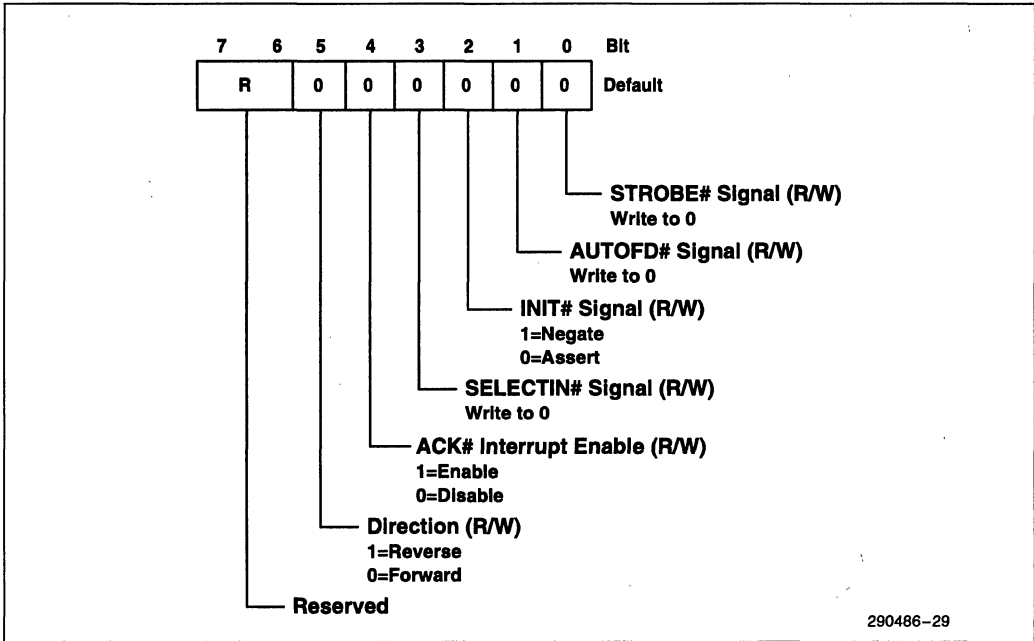 7 6 5 4 3 2 1 0 Bit
R 0 0 0 0 0 0 Default
STROBE# Signal (R/W)
Write to 0
AUTOFD# Signal (R/W)
Write to 0
INIT# Signal (R/W)
1=Negate
0=Assert
SELECTIN# Signal (R/W)
Write to 0
ACK# Interrupt Enable (R/W)
1=Enable
0=Disable
Direction (R/W)
1=Reverse
0=Forward
Reserved
290486-29